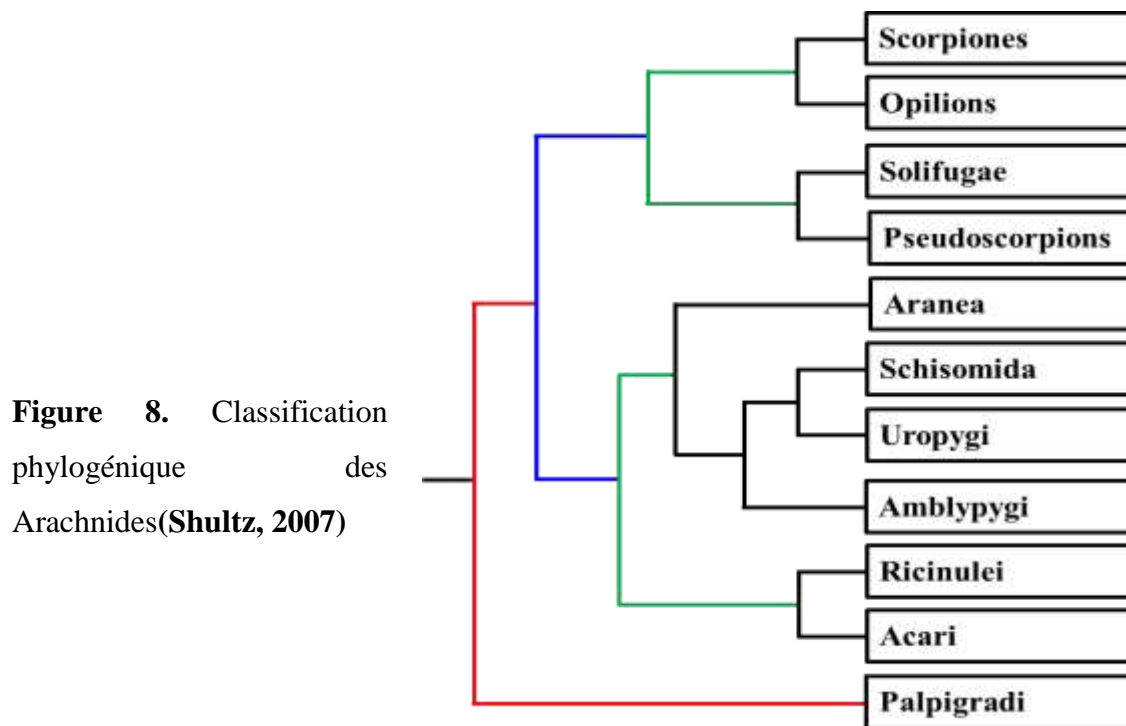 Scorpiones
Opilions
Solifugae
Pseudoscorpions
Aranea
Schisomida
Uropygi
Amblypygi
Ricinulei
Acari
Palpigradi
Figure 8. Classification
phylogénique des
Arachnides(Shultz, 2007)